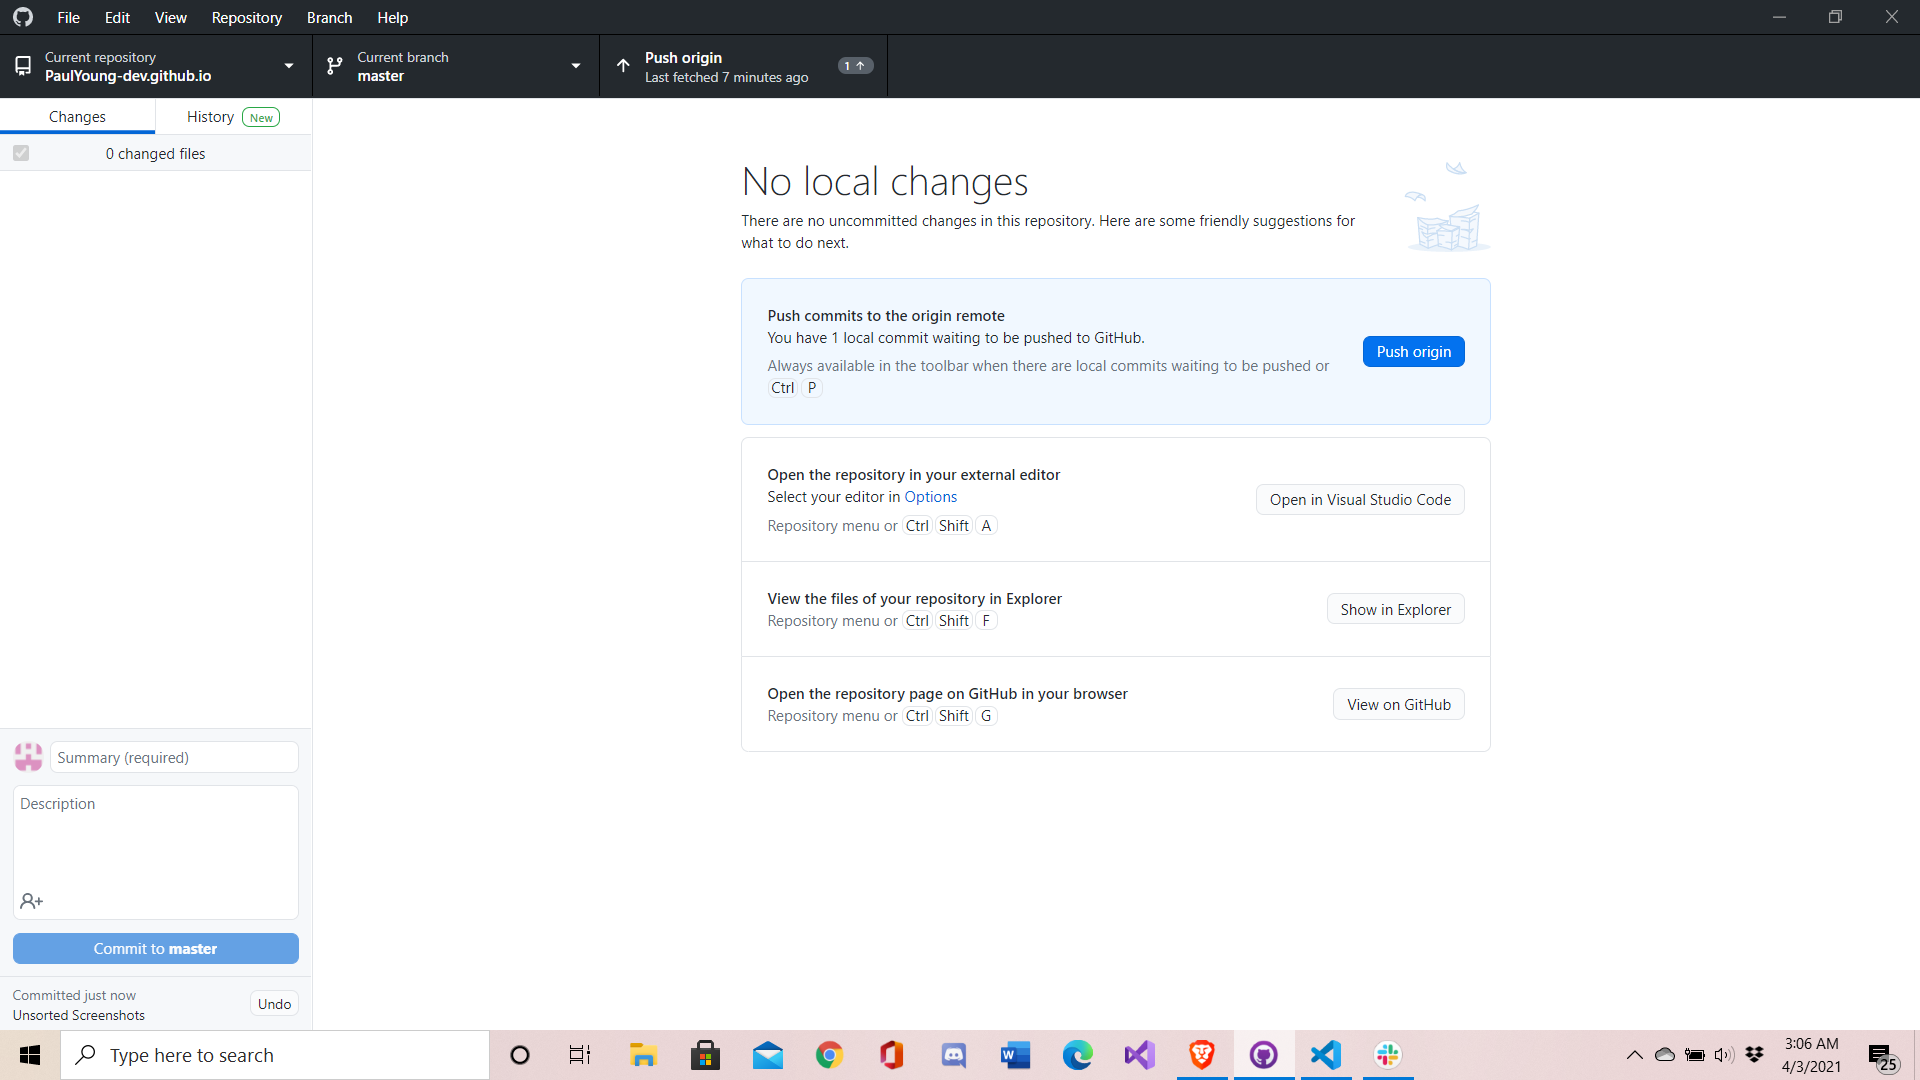 File Edit View Repository Branch Help
Current repository
PaulYoung-dev.github.io
Current branch
master
Push origin
Last fetched 7 minutes ago
1
Changes
History New
0 changed files
No local changes
There are no uncommitted changes in this repository. Here are some friendly suggestions for
what to do next.
Push commits to the origin remote
You have 1 local commit waiting to be pushed to GitHub.
Always available in the toolbar when there are local commits waiting to be pushed or
Ctrl P
Push origin
Open the repository in your external editor
Select your editor in Options
Repository menu or Ctrl Shift A
Open in Visual Studio Code
View the files of your repository in Explorer
Repository menu or Ctrl Shift F
Show in Explorer
Open the repository page on GitHub in your browser
Repository menu or Ctrl Shift G
View on GitHub
Summary (required)
Description
Commit to master
Committed just now
Unsorted Screenshots
Undo
Type here to search
W
3:06 AM
4/3/2021
25